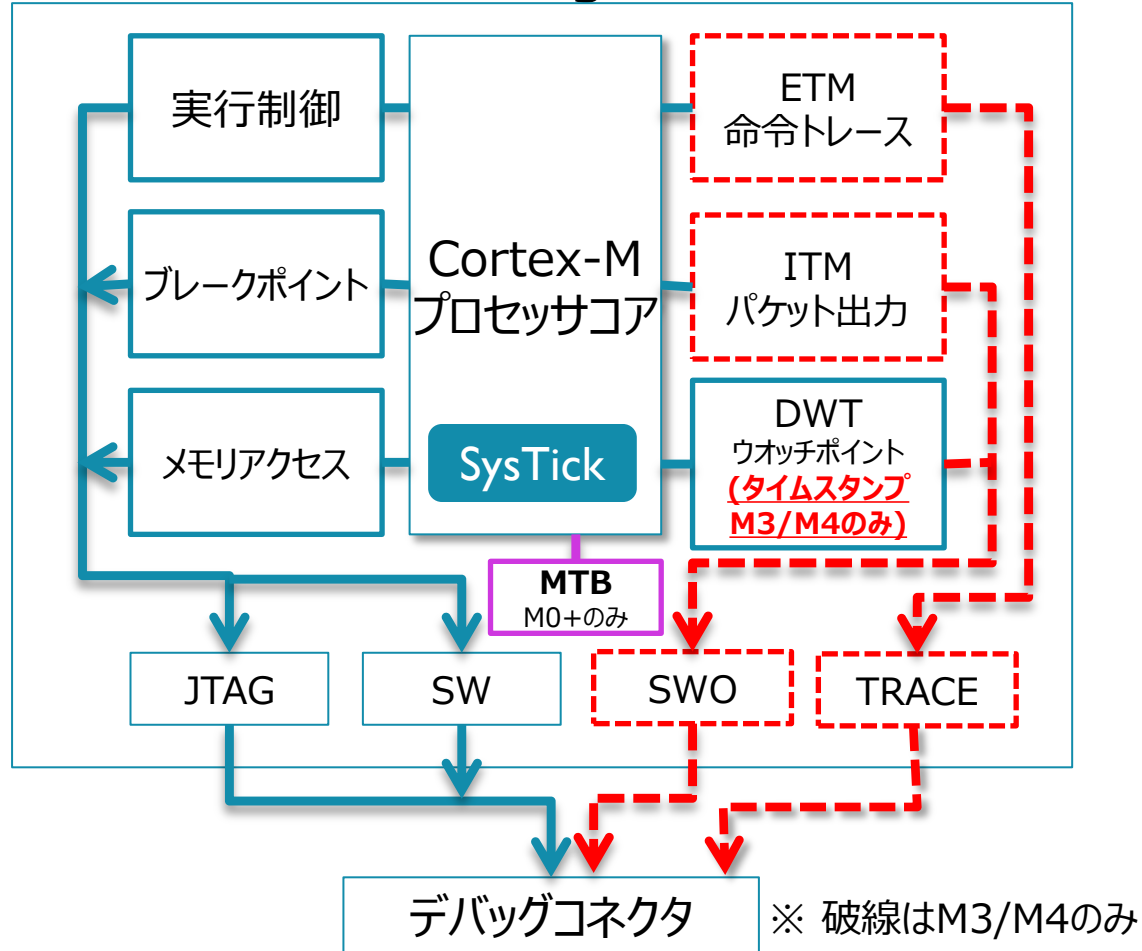 実行制御
ETM
命令トレース
ブレークポイント
Cortex-M
プロセッサコア
ITM
パケット出力
メモリアクセス
SysTick
DWT
ウオッチポイント
(タイムスタンプ
M3/M4のみ)
MTB
M0+のみ
JTAG
SW
SWO
TRACE
デバッグコネクタ
※ 破線はM3/M4のみ